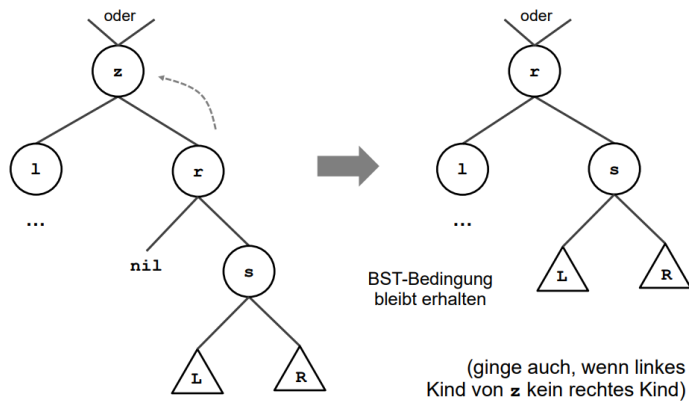 oder
oder
z
r
l
r
l
s
...
...
nil
s
L
R
BST-Bedingung
bleibt erhalten
L
R
(ginge auch, wenn linkes
Kind von z kein rechtes Kind)